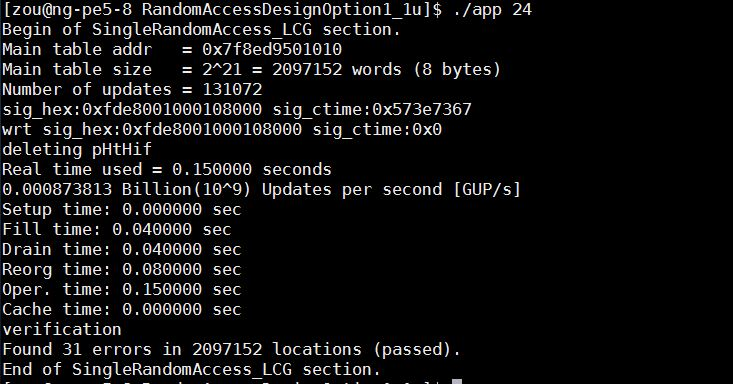 [zou@ng-pe5-8 RandomAccessDesignOption1_1u]$ ./app 24
Begin of SingleRandomAccess_LCG section.
Main table addr   = 0x7f8ed9501010
Main table size   = 2^21 = 2097152 words (8 bytes)
Number of updates = 131072
sig_hex:0xfde8001000108000 sig_ctime:0x573e7367
wrt sig_hex:0xfde8001000108000 sig_ctime:0x0
deleting pHtHif
Real time used = 0.150000 seconds
0.000873813 Billion(10^9) Updates per second [GUP/s]
Setup time: 0.000000 sec
Fill time: 0.040000 sec
Drain time: 0.040000 sec
Reorg time: 0.080000 sec
Oper. time: 0.150000 sec
Cache time: 0.000000 sec
verification
Found 31 errors in 2097152 locations (passed).
End of SingleRandomAccess_LCG section.